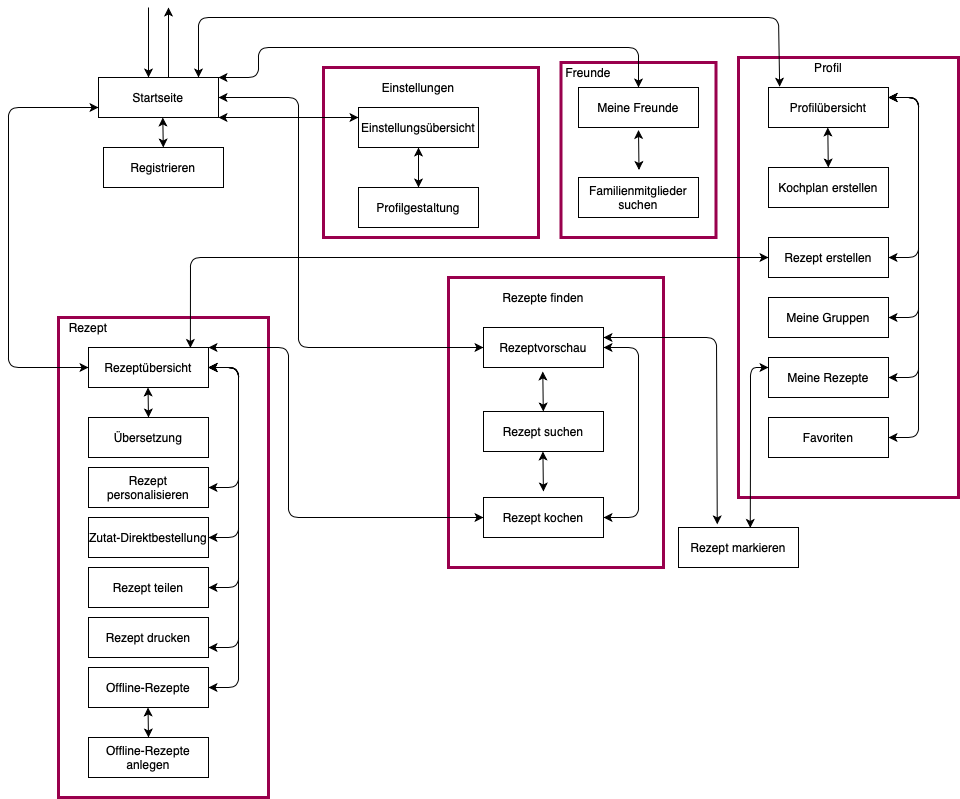 Startseite
Registrieren
Einstellungen
Einstellungsübersicht
Profilgestaltung
Freunde
Meine Freunde
Familienmitglieder
suchen
Profil
Profilübersicht
Kochplan erstellen
Rezept erstellen
Meine Gruppen
Meine Rezepte
Favoriten
Rezepte finden
Rezeptvorschau
Rezept suchen
Rezept kochen
Rezept markieren
Rezept
Rezeptübersicht
Übersetzung
Rezept
personalisieren
Zutat-Direktbestellung
Rezept teilen
Rezept drucken
Offline-Rezepte
Offline-Rezepte
anlegen